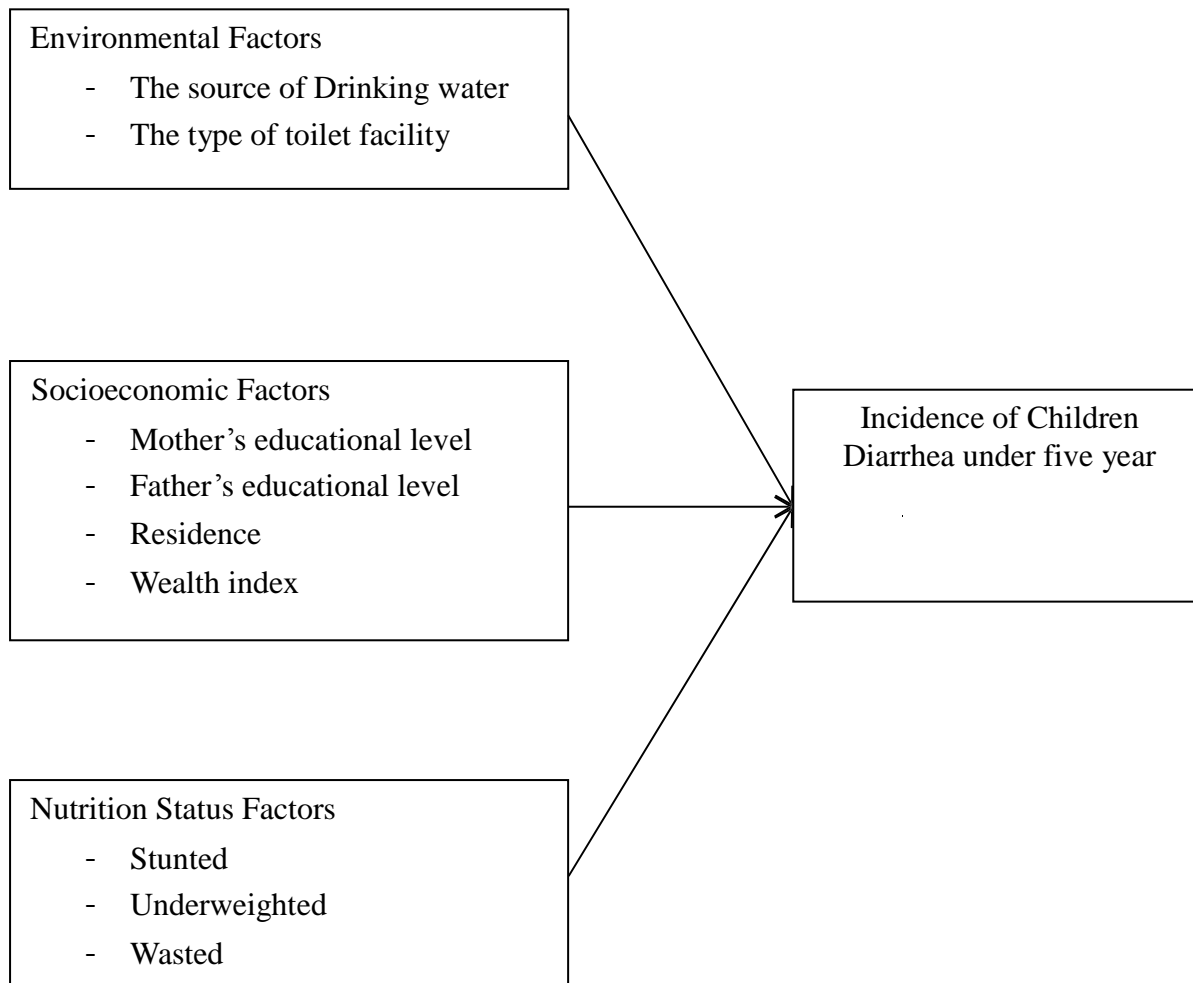 Environmental Factors
- The source of Drinking water
- The type of toilet facility
Socioeconomic Factors
- Mother’s educational level
- Father’s educational level
- Residence
- Wealth index
Incidence of Children
Diarrhea under five year
Nutrition Status Factors
- Stunted
- Underweighted
- Wasted